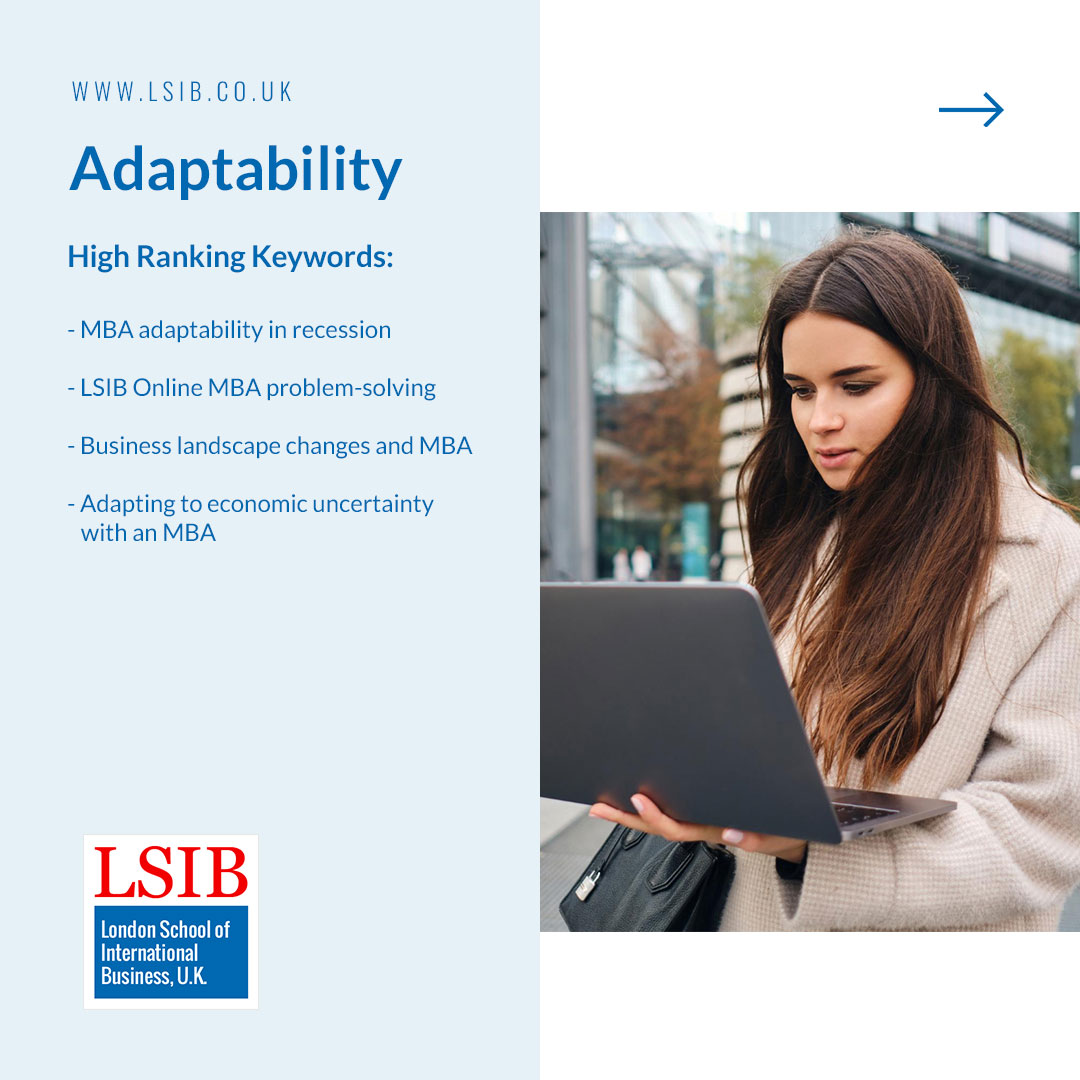 WWW.LSIB.CO.UK
Adaptability
High Ranking Keywords:
- MBA adaptability in recession
- LSIB Online MBA problem-solving
- Business landscape changes and MBA
- Adapting to economic uncertainty
with an MBA
LSIB
London School of
International
Business, U.K.